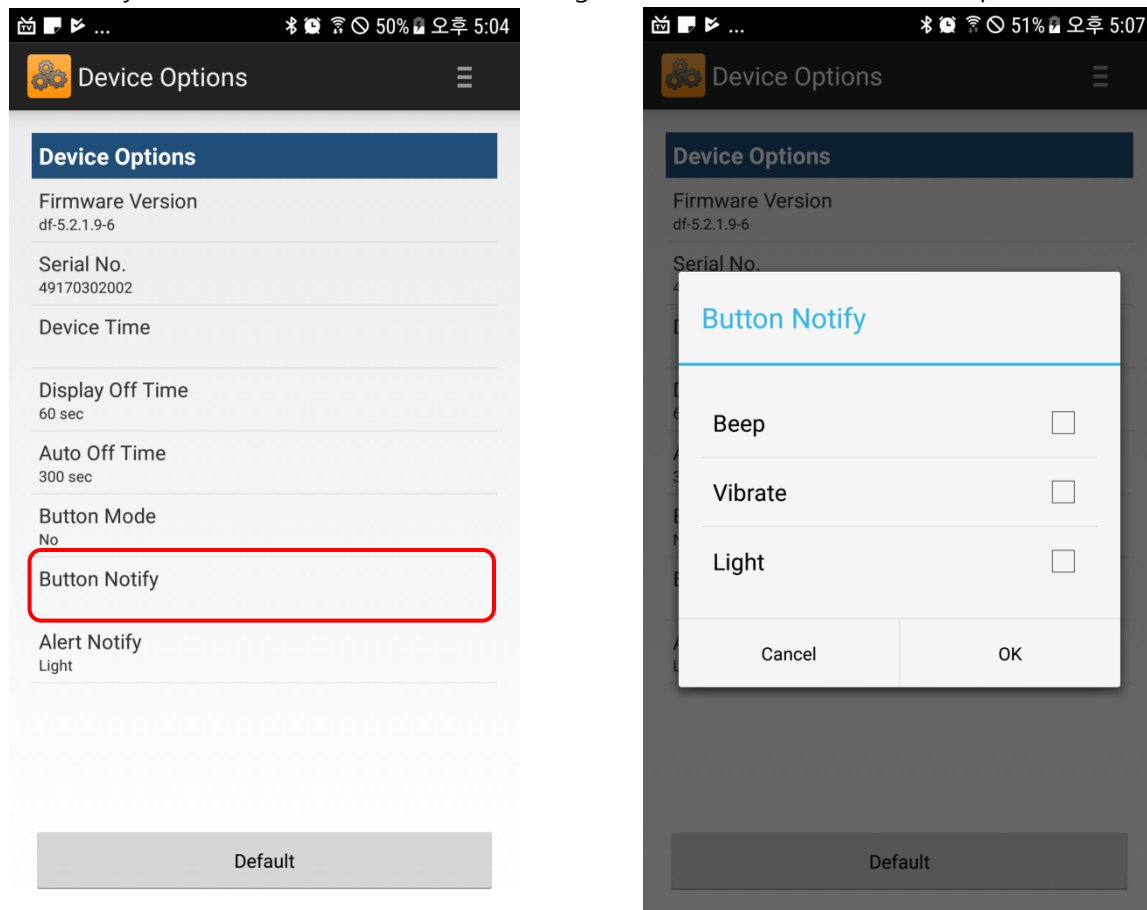 ... 50% 오후 5:04
Device Options
Device Options
Firmware Version
df-5.2.1.9-6
Serial No.
49170302002
Device Time
Display Off Time
60 sec
Auto Off Time
300 sec
Button Mode
No
Button Notify
Alert Notify
Light
Default
... 51% 오후 5:07
Device Options
Device Options
Firmware Version
df-5.2.1.9-6
Serial No.
Button Notify
Beep
Vibrate
Light
Cancel OK
Default